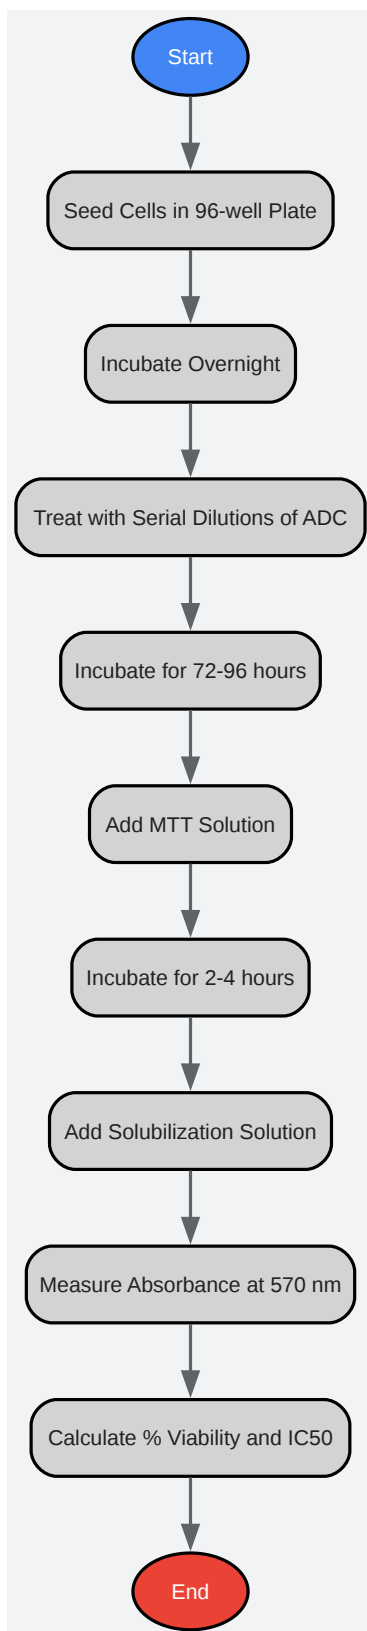 Start
Seed Cells in 96-well Plate
Incubate Overnight
Treat with Serial Dilutions of ADC
Incubate for 72-96 hours
Add MTT Solution
Incubate for 2-4 hours
Add Solubilization Solution
Measure Absorbance at 570 nm
Calculate % Viability and IC50
End